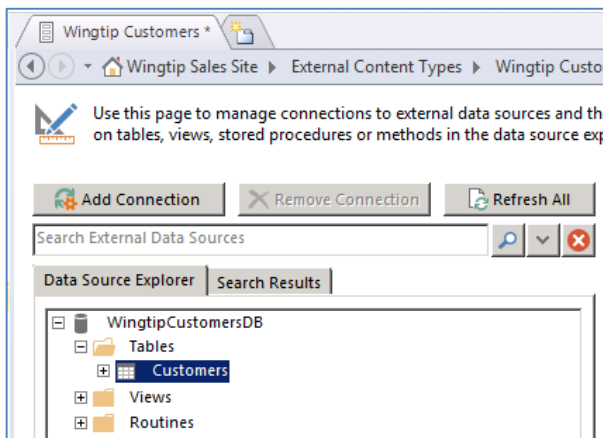 Wingtip Customers *
Wingtip Sales Site External Content Types Wingtip Custo
Use this page to manage connections to external data sources and th
on tables, views, stored procedures or methods in the data source exp
Add Connection Remove Connection Refresh All
Search External Data Sources
Data Source Explorer Search Results
WingtipCustomersDB
Tables
Customers
Views
Routines